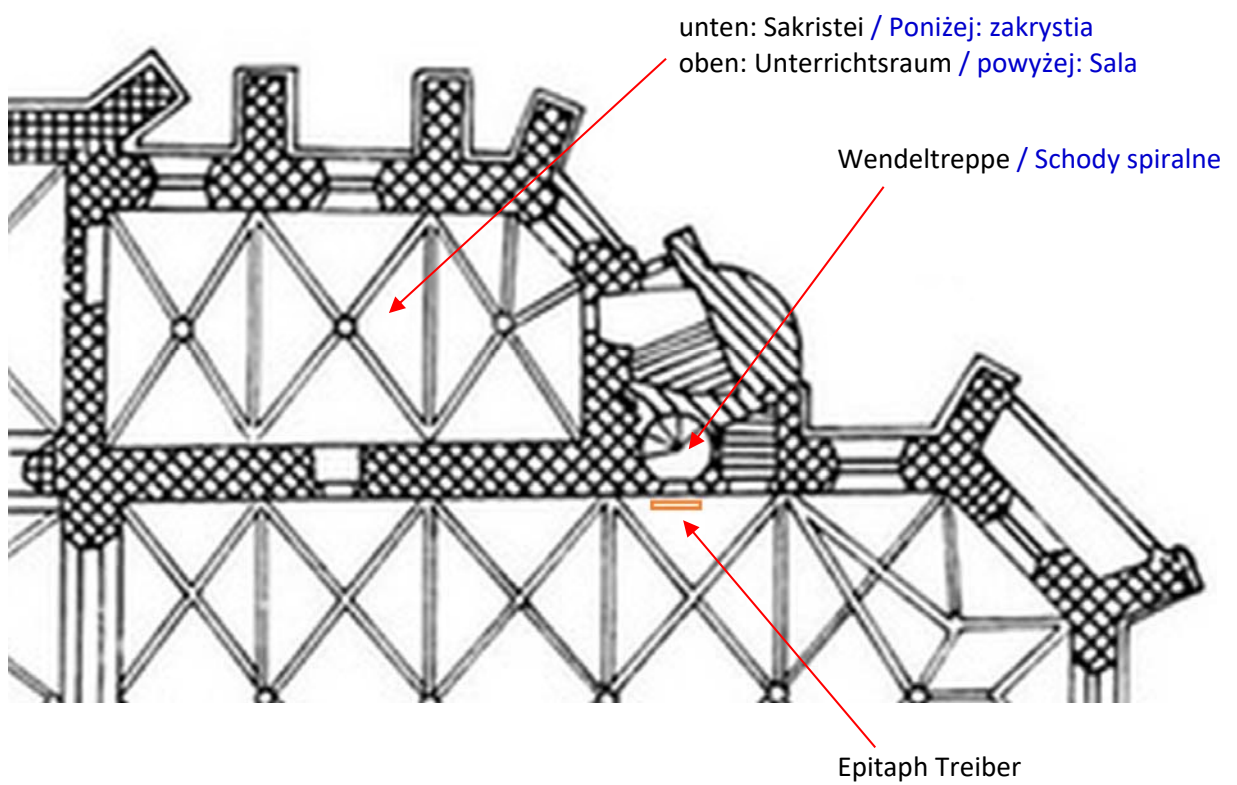 unten: Sakristei / Poniżej: zakrystia
oben: Unterrichtsraum / powyżej: Sala
Wendeltreppe / Schody spiralne
Epitaph Treiber